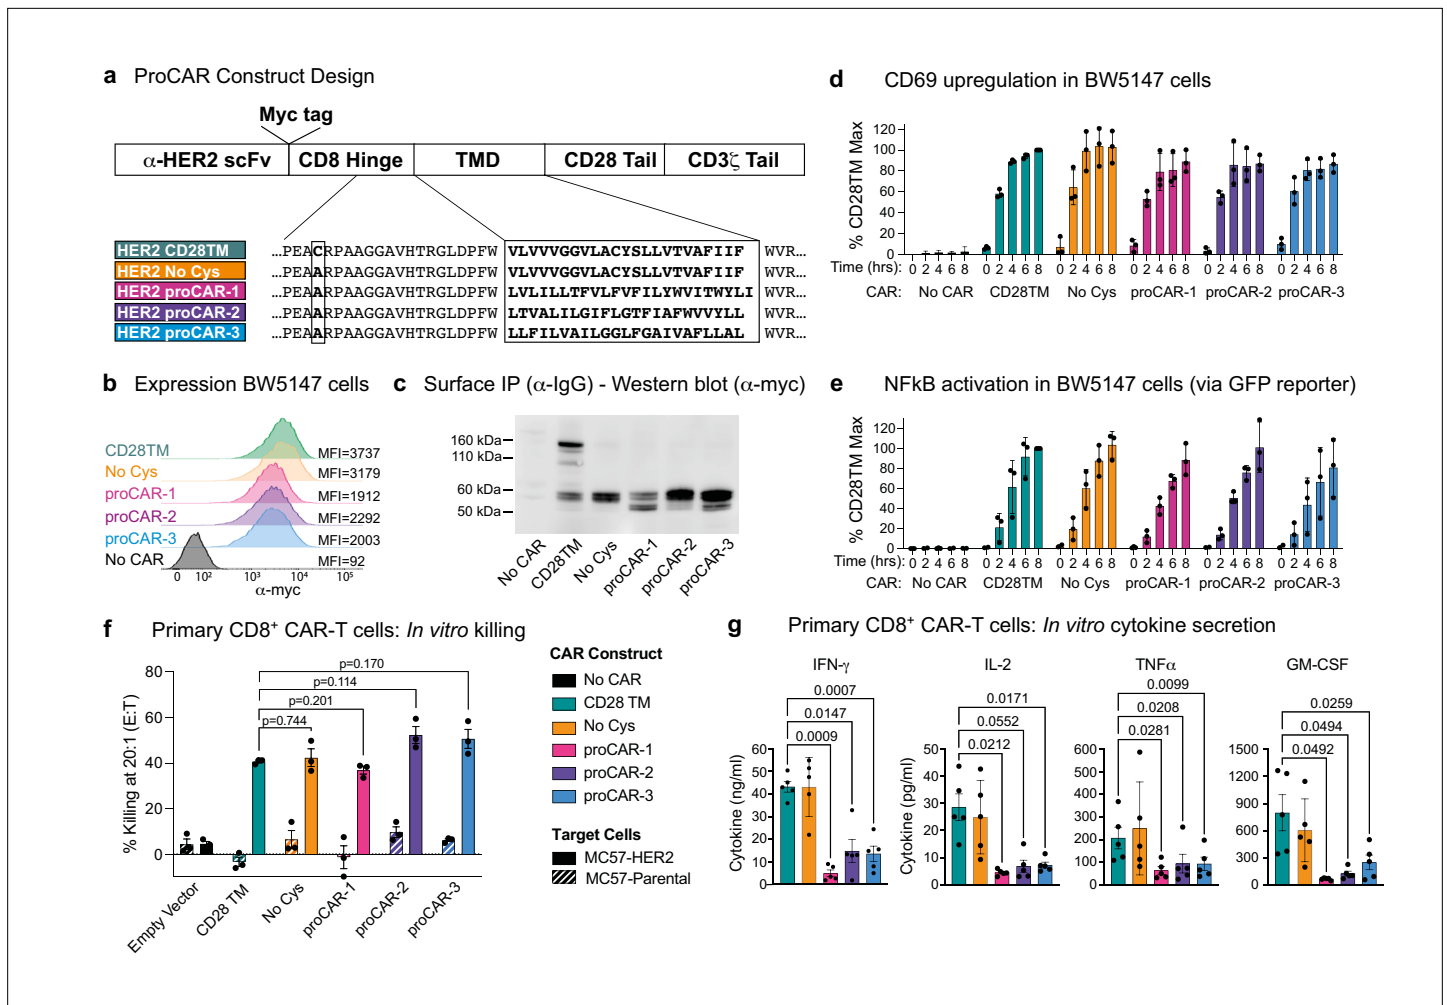 a ProCAR Construct Design
Myc tag
α-HER2 scFv CD8 Hinge TMD CD28 Tail CD3ζ Tail
HER2 CD28TM ...PEACRPAAGGAVHTRGLDPFW VLVVVGGVLACYSLLVTVAFIIF WVR...
HER2 No Cys ...PEAARPAAGGAVHTRGLDPFW VLVVVGGVLACYSLLVTVAFIIF WVR...
HER2 proCAR-1 ...PEAARPAAGGAVHTRGLDPFW LVLILLTFVLFVFILYWVITWYLI WVR...
HER2 proCAR-2 ...PEAARPAAGGAVHTRGLDPFW LTVALILGIFLGTFIAFWVVYLL WVR...
HER2 proCAR-3 ...PEAARPAAGGAVHTRGLDPFW LLFILVAILGGLFGAIVAFLLAL WVR...
b Expression BW5147 cells
CD28TM MFI=3737
No Cys MFI=3179
proCAR-1 MFI=1912
proCAR-2 MFI=2292
proCAR-3 MFI=2003
No CAR MFI=92
0 10² 10³ 10⁴ 10⁵
α-myc
c Surface IP (α-IgG) - Western blot (α-myc)
160 kDa
110 kDa
60 kDa
50 kDa
No CAR CD28TM No Cys proCAR-1 proCAR-2 proCAR-3
d CD69 upregulation in BW5147 cells
% CD28TM Max
120
100
80
60
40
20
0
Time (hrs): 0 2 4 6 8 0 2 4 6 8 0 2 4 6 8 0 2 4 6 8 0 2 4 6 8 0 2 4 6 8
CAR: No CAR CD28TM No Cys proCAR-1 proCAR-2 proCAR-3
e NFkB activation in BW5147 cells (via GFP reporter)
% CD28TM Max
120
100
80
60
40
20
0
Time (hrs): 0 2 4 6 8 0 2 4 6 8 0 2 4 6 8 0 2 4 6 8 0 2 4 6 8 0 2 4 6 8
CAR: No CAR CD28TM No Cys proCAR-1 proCAR-2 proCAR-3
f Primary CD8⁺ CAR-T cells: In vitro killing
% Killing at 20:1 (E:T)
80
60
40
20
0
p=0.170
p=0.114
p=0.201
p=0.744
Empty Vector CD28 TM No Cys proCAR-1 proCAR-2 proCAR-3
CAR Construct
No CAR
CD28 TM
No Cys
proCAR-1
proCAR-2
proCAR-3
Target Cells
MC57-HER2
MC57-Parental
g Primary CD8⁺ CAR-T cells: In vitro cytokine secretion
IFN-γ
0.0007
0.0147
0.0009
Cytokine (ng/ml)
60
50
40
30
20
10
0
IL-2
0.0171
0.0552
0.0212
Cytokine (pg/ml)
50
40
30
20
10
0
TNFα
0.0099
0.0208
0.0281
600
500
400
300
200
100
0
GM-CSF
0.0259
0.0494
0.0492
1500
1200
900
600
300
0